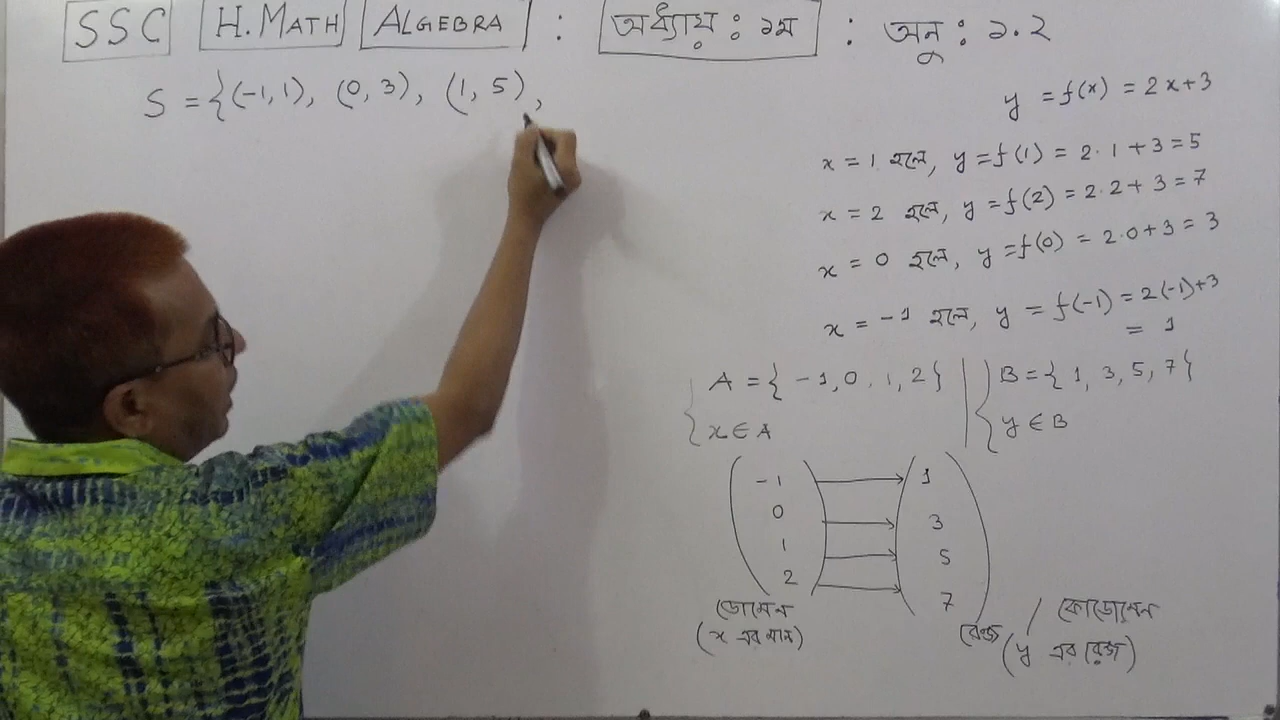 SSC H. MATH ALGEBRA : অধ্যায় : ১ম : অনু : ১.২
S = {(-1,1), (0,3), (1,5),
y = f(x) = 2x+3
x = 1 হলে, y = f(1) = 2·1+3 = 5
x = 2 হলে, y = f(2) = 2·2+3 = 7
x = 0 হলে, y = f(0) = 2·0+3 = 3
x = -1 হলে, y = f(-1) = 2(-1)+3
= 1
A = { -1, 0, 1, 2 } | B = { 1, 3, 5, 7 }
x ∈ A y ∈ B
-1 → 1
0 → 3
1 → 5
2 → 7
ডোমেন রেঞ্জ / কোডোমেন
(x এর মান) (y এর রেঞ্জ)